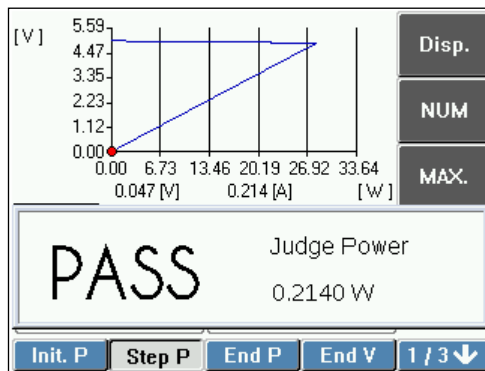 [V]
5.59
4.47
3.35
2.23
1.12
0.00
0.00 6.73 13.46 20.19 26.92 33.64
0.047 [V] 0.214 [A] [W]
Disp.
NUM
MAX.
PASS
Judge Power
0.2140 W
Init. P Step P End P End V 1 / 3